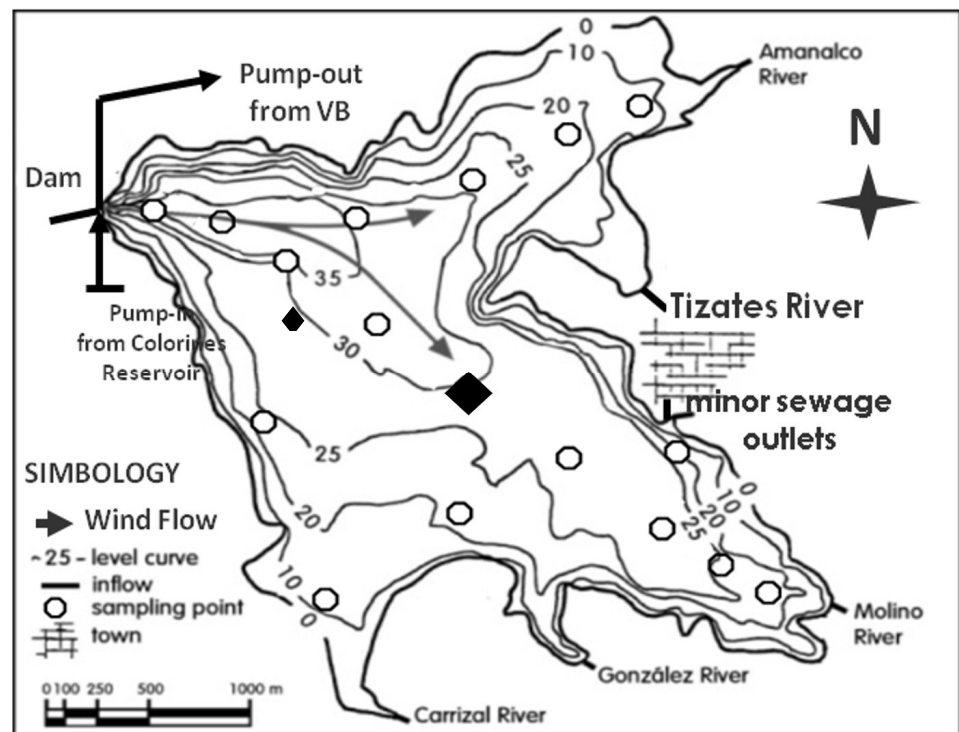 0
10
Amanalco
River
Pump-out
from VB
20
N
25
Dam
35
Tizates River
Pump-in
from Colorines
Reservoir
30
minor sewage
outlets
25
0
10
20
25
SIMBOLOGY
20
Wind Flow
~25- level curve
10
inflow
0
sampling point
town
Molino
River
González River
0 100 250 500 1000 m
Carrizal River